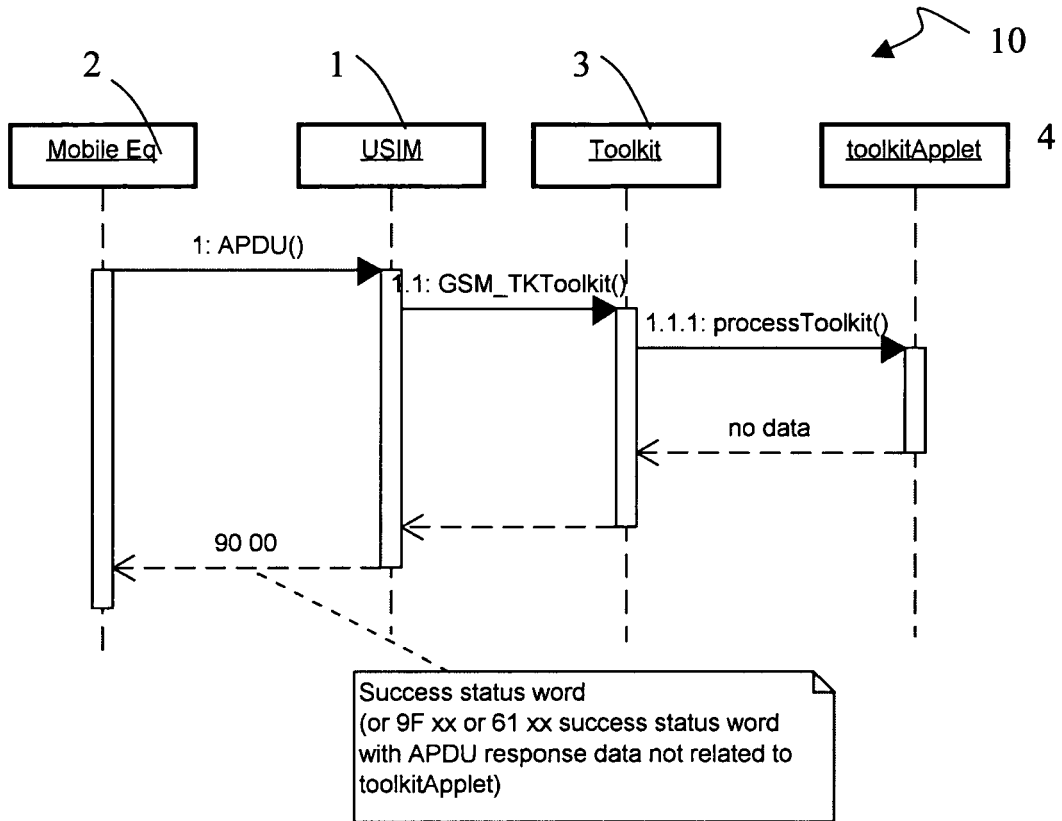 10
2
1
3
4
Mobile Eq
USIM
Toolkit
toolkitApplet
1: APDU()
1.1: GSM_TKToolkit()
1.1.1: processToolkit()
no data
90 00
Success status word
(or 9F xx or 61 xx success status word
with APDU response data not related to
toolkitApplet)